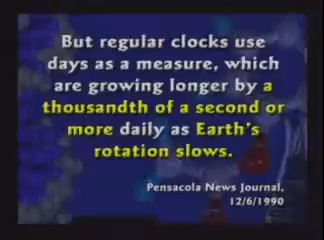 But regular clocks use
days as a measure, which
are growing longer by a
thousandth of a second or
more daily as Earth's
rotation slows.
Pensacola News Journal,
12/6/1990